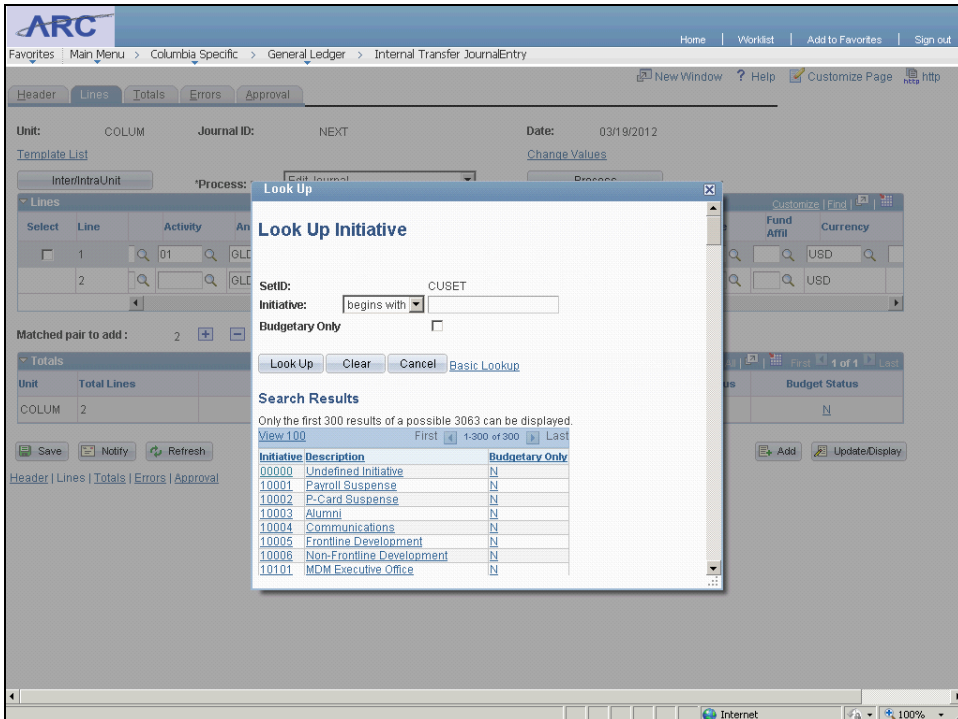 ARC
Home | Worklist | Add to Favorites | Sign out
Favorites Main Menu > Columbia Specific > General Ledger > Internal Transfer JournalEntry
New Window ? Help Customize Page http
Header Lines Totals Errors Approval
Unit: COLUM Journal ID: NEXT Date: 03/19/2012
Template List Change Values
Inter/IntraUnit *Process: Edit Journal Process
Lines Customize | Find |
Select Line Activity An Fund Affil Currency
1 01 GLD USD
2 GLD USD
Matched pair to add : 2
Totals First 1 of 1 Last
Unit Total Lines us Budget Status
COLUM 2 N
Save Notify Refresh Add Update/Display
Header | Lines | Totals | Errors | Approval
Look Up
Look Up Initiative
SetID: CUSET
Initiative: begins with
Budgetary Only
Look Up Clear Cancel Basic Lookup
Search Results
Only the first 300 results of a possible 3063 can be displayed.
View 100 First 1-300 of 300 Last
Initiative Description Budgetary Only
00000 Undefined Initiative N
10001 Payroll Suspense N
10002 P-Card Suspense N
10003 Alumni N
10004 Communications N
10005 Frontline Development N
10006 Non-Frontline Development N
10101 MDM Executive Office N
Internet 100%